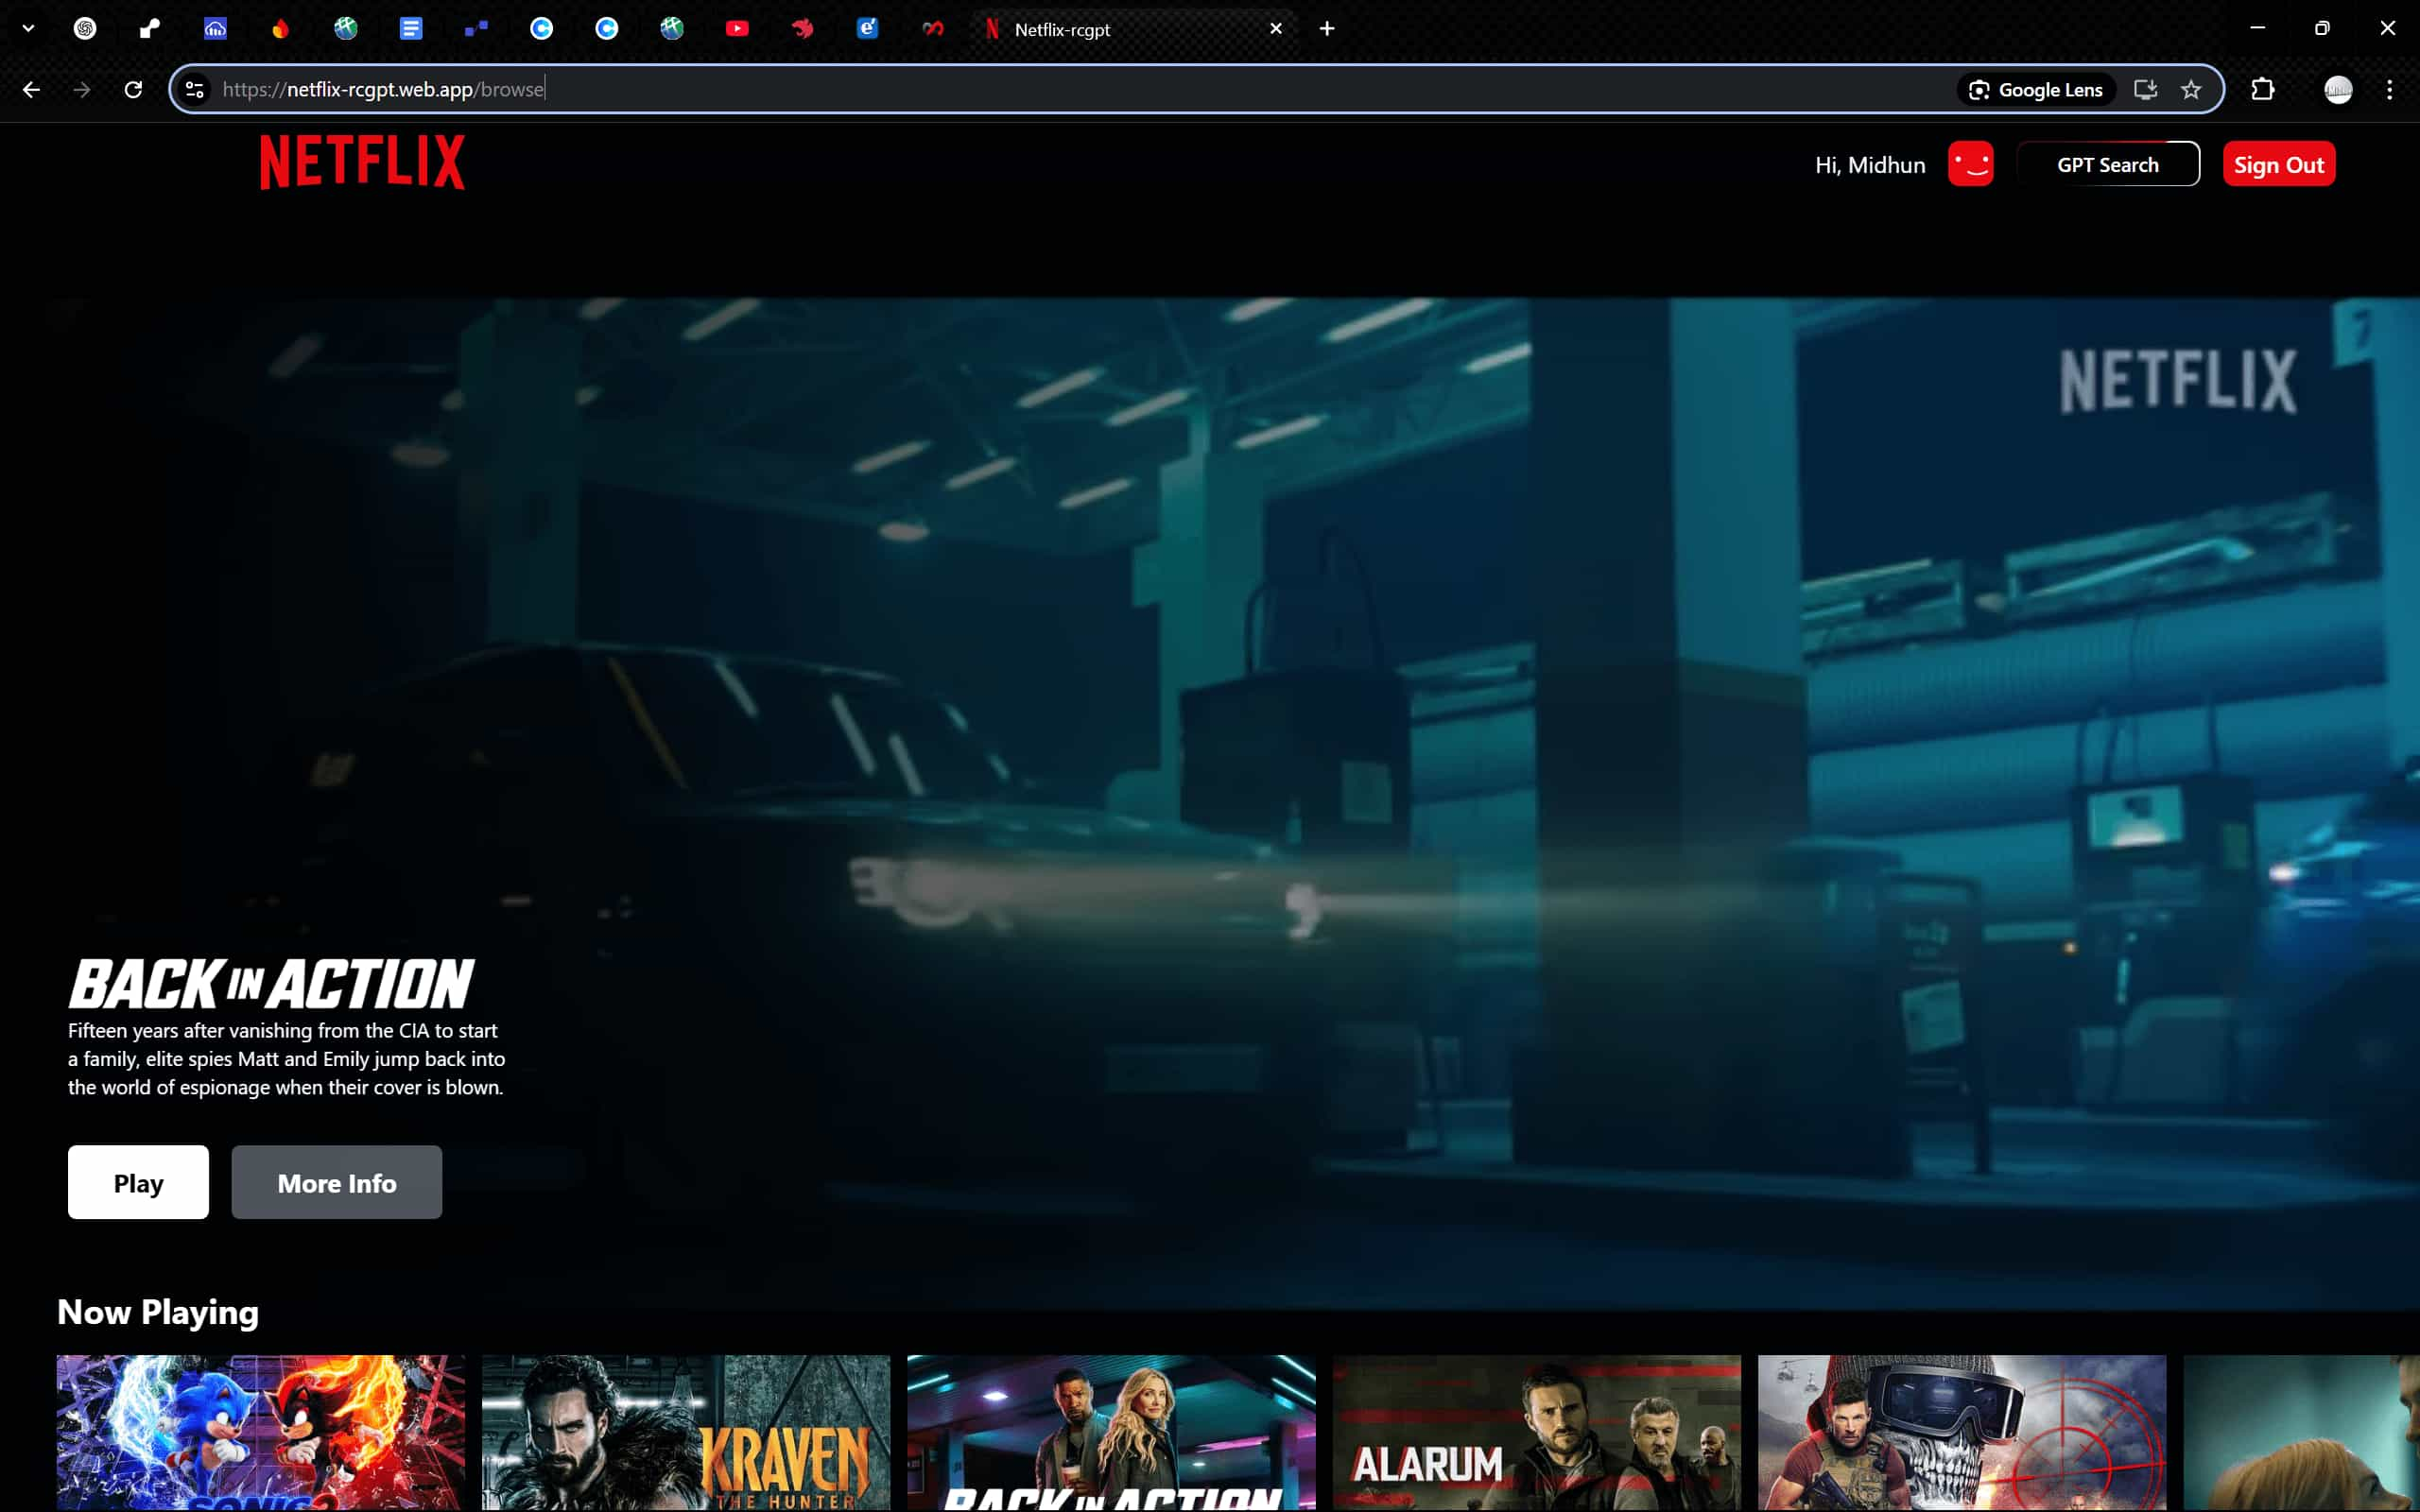 Netflix-rcgpt
https://netflix-rcgpt.web.app/browse
Google Lens
NETFLIX
Hi, Midhun
GPT Search
Sign Out
NETFLIX
7
BACK IN ACTION
Fifteen years after vanishing from the CIA to start
a family, elite spies Matt and Emily jump back into
the world of espionage when their cover is blown.
Play
More Info
Now Playing
SONIC 3
KRAVEN
THE HUNTER
BACK IN ACTION
ALARUM